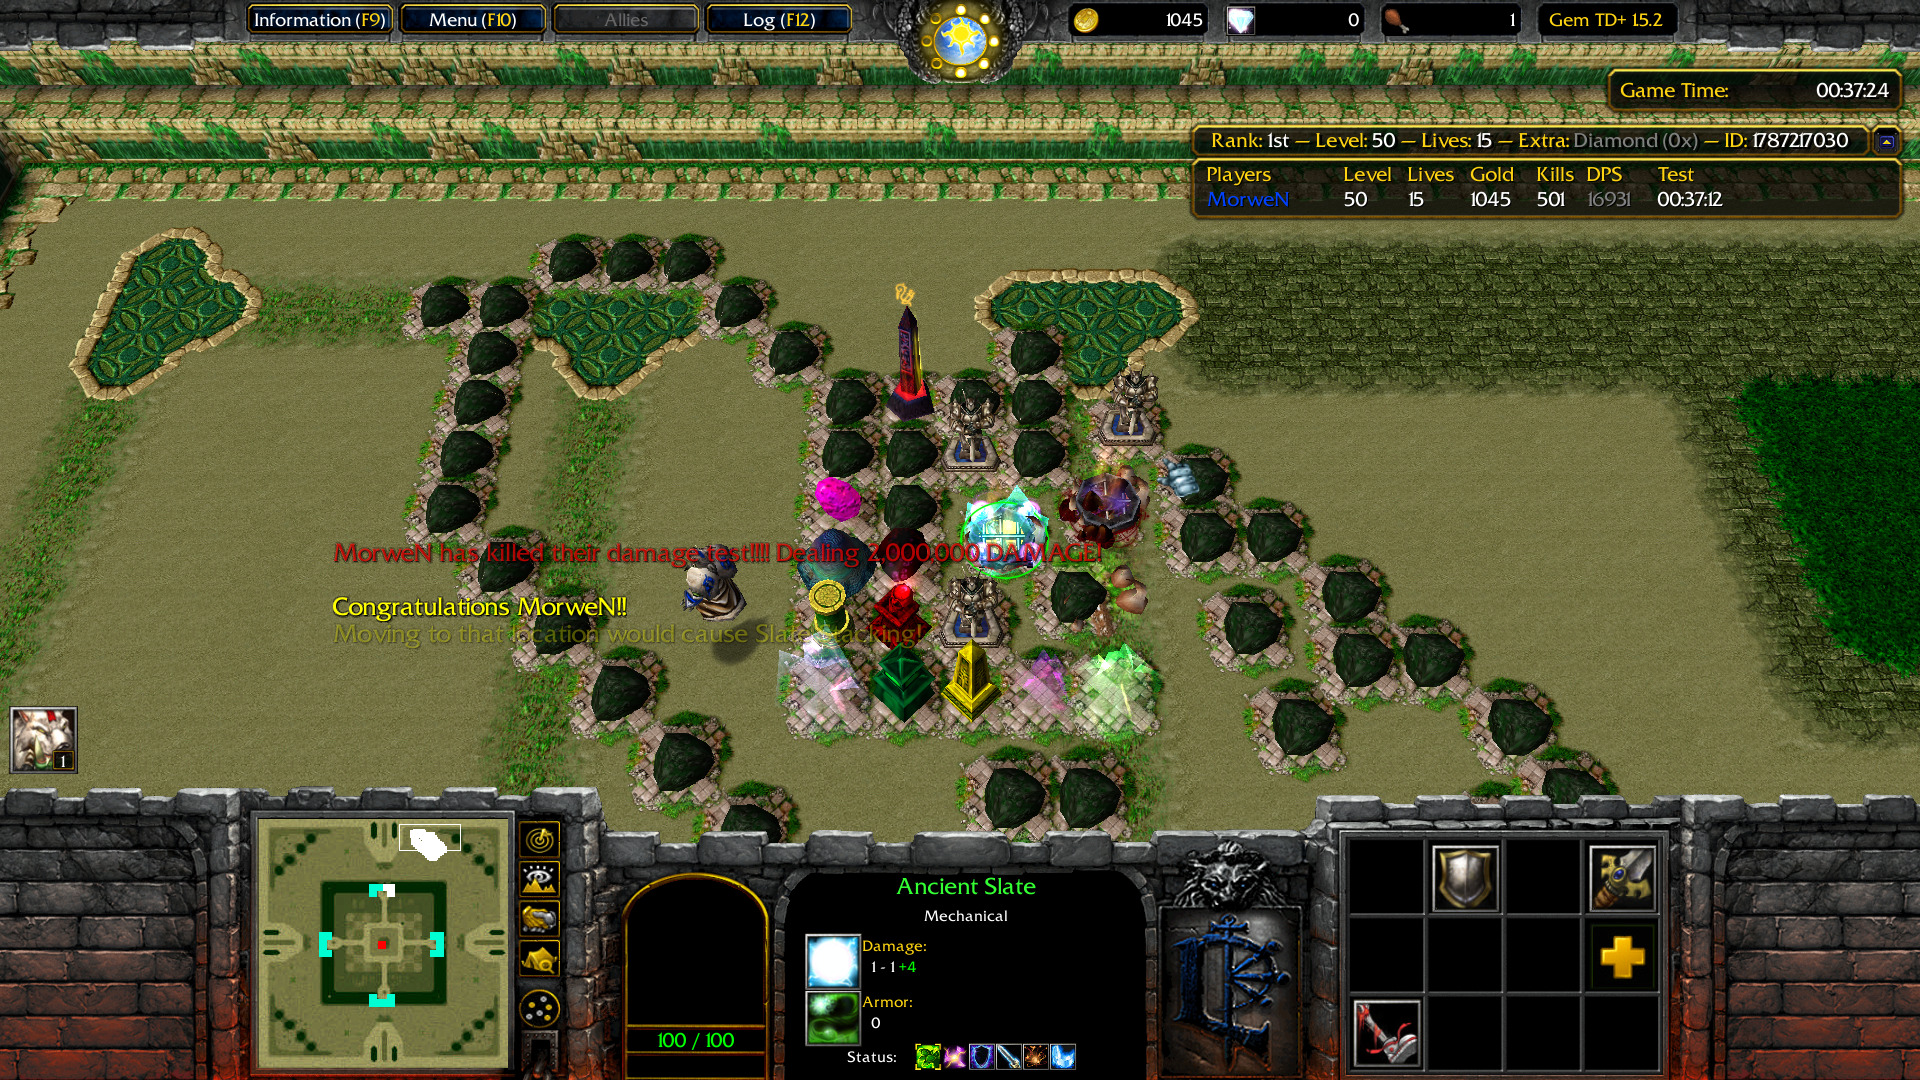 Information (F9) Menu (F10) Allies Log (F12) 1045 0 1 Gem TD+ 15.2
Game Time: 00:37:24
Rank: 1st — Level: 50 — Lives: 15 — Extra: Diamond (0x) — ID: 1787217030
Players Level Lives Gold Kills DPS Test
MorweN 50 15 1045 501 16931 00:37:12
MorweN has killed their damage test!!!! Dealing 2.000.000 DAMAGE!
Congratulations MorweN!!
Moving to that location would cause Slate Stacking!
1
Ancient Slate
Mechanical
Damage:
1 - 1 +4
Armor:
0
100 / 100
Status: